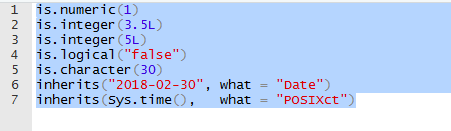 1 is.numeric(1)
2 is.integer(3.5L)
3 is.integer(5L)
4 is.logical("false")
5 is.character(30)
6 inherits("2018-02-30", what = "Date")
7 inherits(Sys.time(),   what = "POSIXct")